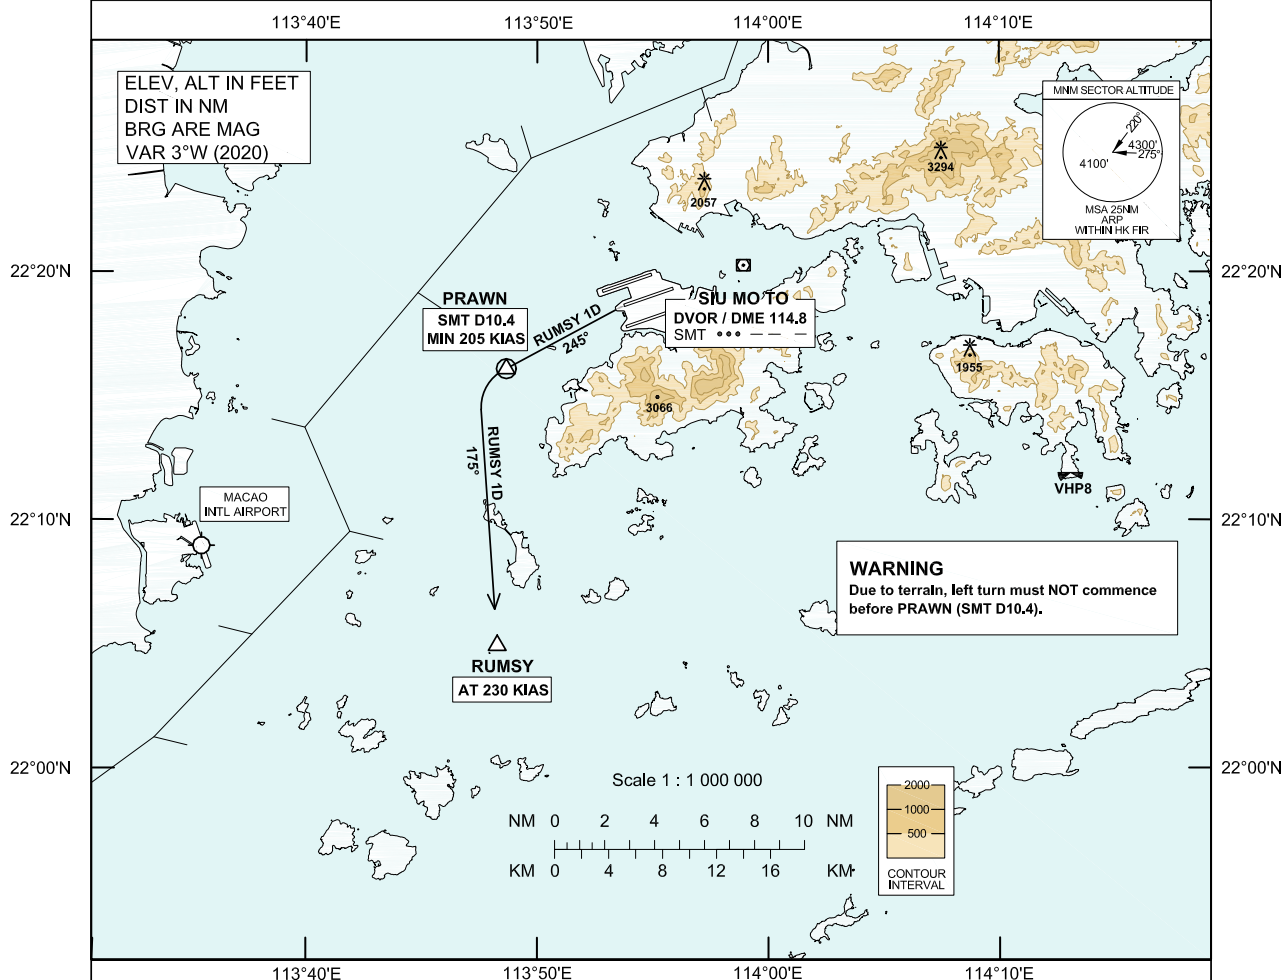 113°40'E
113°50'E
114°00'E
114°10'E
ELEV, ALT IN FEET
DIST IN NM
BRG ARE MAG
VAR 3°W (2020)
MNM SECTOR ALTITUDE
220°
4300'
275°
4100'
MSA 25NM
ARP
WITHIN HK FIR
3294
2057
22°20'N
22°20'N
PRAWN
SMT D10.4
MIN 205 KIAS
RUMSY 1D
245°
SIU MO TO
DVOR / DME 114.8
SMT
1955
3066
RUMSY 1D
175°
VHP8
MACAO
INTL AIRPORT
22°10'N
22°10'N
WARNING
Due to terrain, left turn must NOT commence
before PRAWN (SMT D10.4).
RUMSY
AT 230 KIAS
22°00'N
22°00'N
Scale 1 : 1 000 000
NM 0 2 4 6 8 10 NM
KM 0 4 8 12 16 KM
2000
1000
500
CONTOUR
INTERVAL
113°40'E
113°50'E
114°00'E
114°10'E